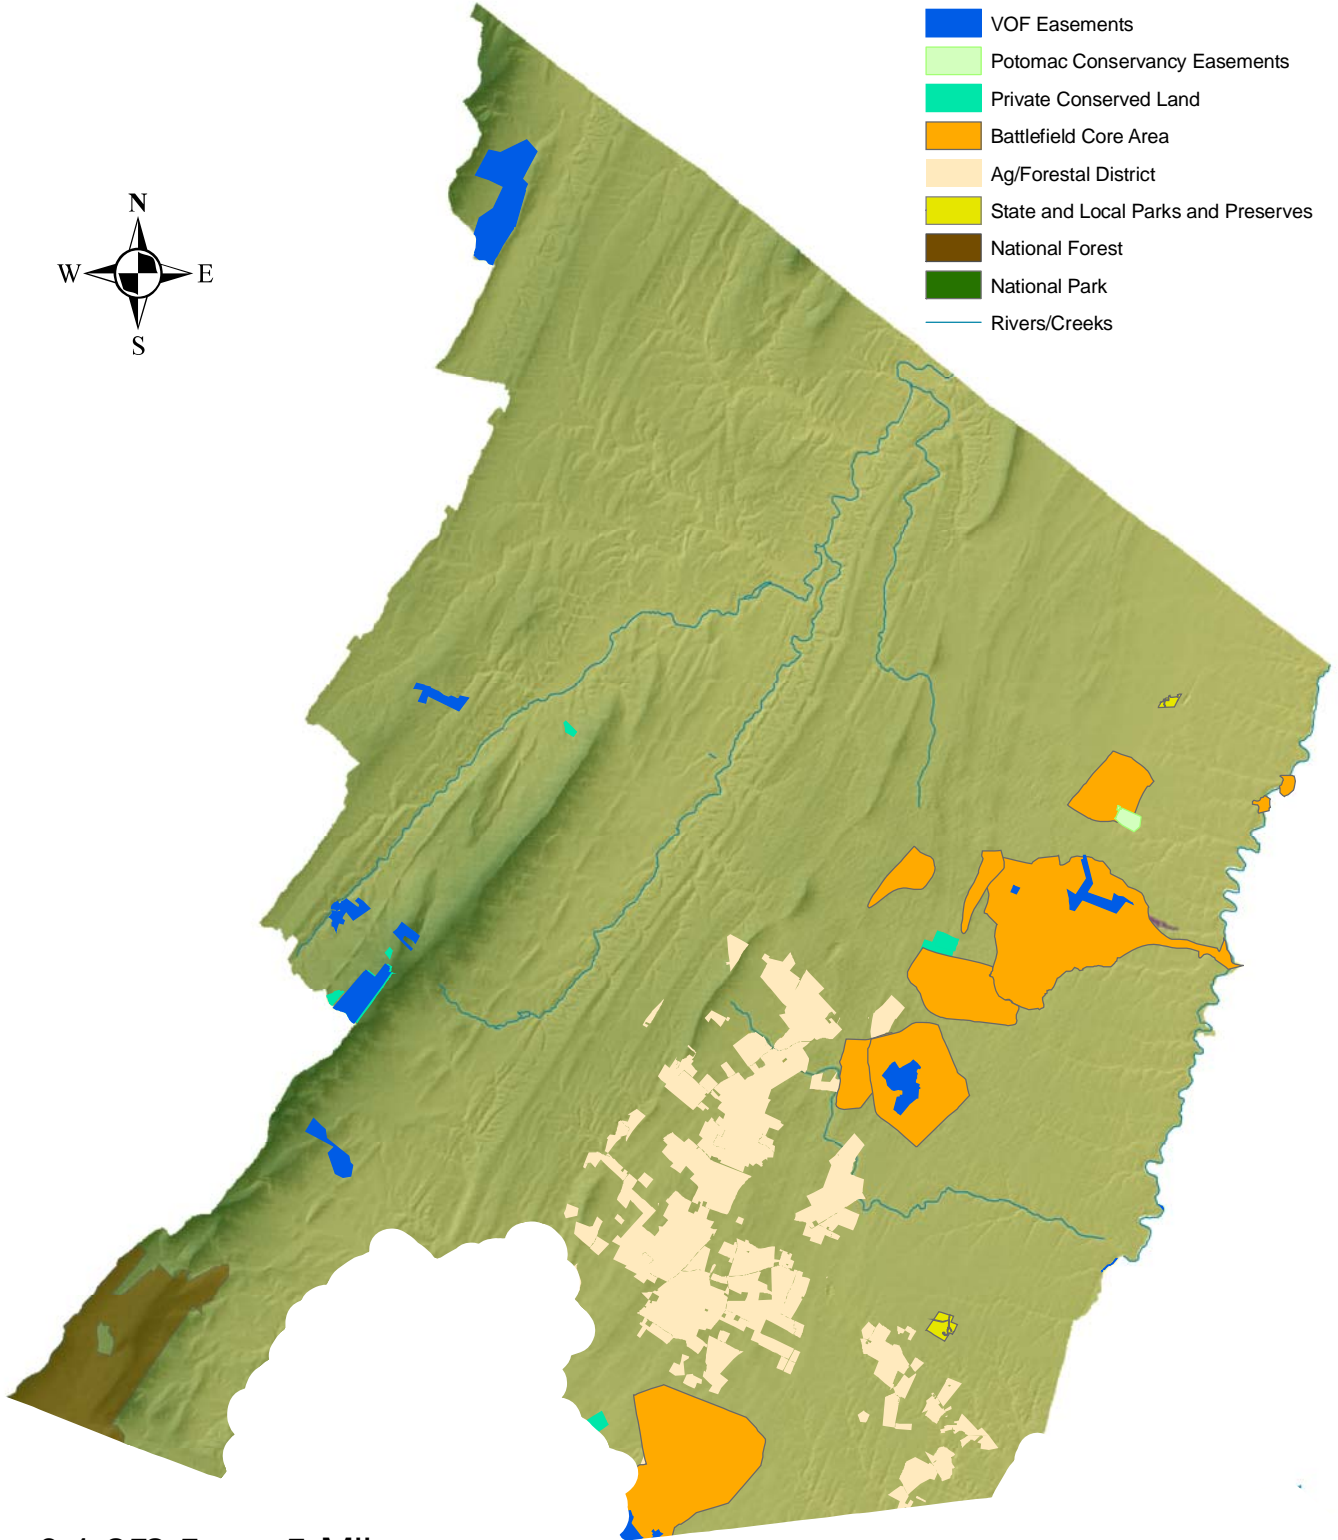 VOF Easements
Potomac Conservancy Easements
Private Conserved Land
Battlefield Core Area
Ag/Forestal District
State and Local Parks and Preserves
National Forest
National Park
Rivers/Creeks
N
W E
S